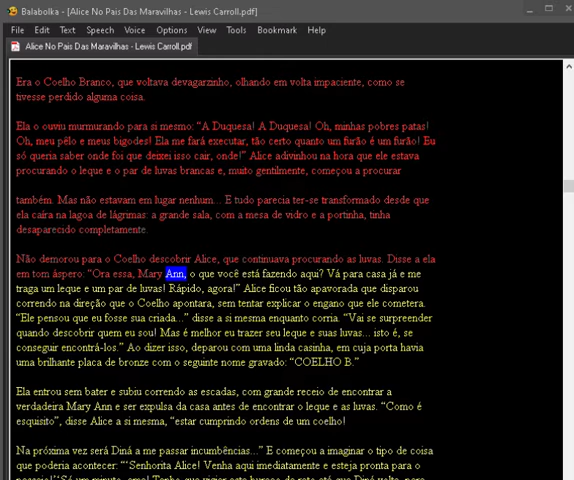 Balabolka - [Alice No Pais Das Maravilhas - Lewis Carroll.pdf]
File Edit Text Speech Voice Options View Tools Bookmark Help
Alice No Pais Das Maravilhas - Lewis Carroll.pdf
Era o Coelho Branco, que voltava devagarzinho, olhando em volta impaciente, como se
tivesse perdido alguma coisa.
Ela o ouviu murmurando para si mesmo: “A Duquesa! A Duquesa! Oh, minhas pobres patas!
Oh, meu pêlo e meus bigodes! Ela me fará executar, tão certo quanto um furão é um furão! Eu
só queria saber onde foi que deixei isso cair, onde!” Alice adivinhou na hora que ele estava
procurando o leque e o par de luvas brancas e, muito gentilmente, começou a procurar
também. Mas não estavam em lugar nenhum... E tudo parecia ter-se transformado desde que
ela caíra na lagoa de lágrimas: a grande sala, com a mesa de vidro e a portinha, tinha
desaparecido completamente.
Não demorou para o Coelho descobrir Alice, que continuava procurando as luvas. Disse a ela
em tom áspero: “Ora essa, Mary Ann, o que você está fazendo aqui? Vá para casa já e me
traga um leque e um par de luvas! Rápido, agora!” Alice ficou tão apavorada que disparou
correndo na direção que o Coelho apontara, sem tentar explicar o engano que ele cometera.
“Ele pensou que eu fosse sua criada...” disse a si mesma enquanto corria. “Vai se surpreender
quando descobrir quem eu sou! Mas é melhor eu trazer seu leque e suas luvas... isto é, se
conseguir encontrá-los.” Ao dizer isso, deparou com uma linda casinha, em cuja porta havia
uma brilhante placa de bronze com o seguinte nome gravado: “COELHO B.”
Ela entrou sem bater e subiu correndo as escadas, com grande receio de encontrar a
verdadeira Mary Ann e ser expulsa da casa antes de encontrar o leque e as luvas. “Como é
esquisito”, disse Alice a si mesma, “estar cumprindo ordens de um coelho!
Na próxima vez será Diná a me passar incumbências...” E começou a imaginar o tipo de coisa
que poderia acontecer: “‘Senhorita Alice! Venha aqui imediatamente e esteja pronta para o